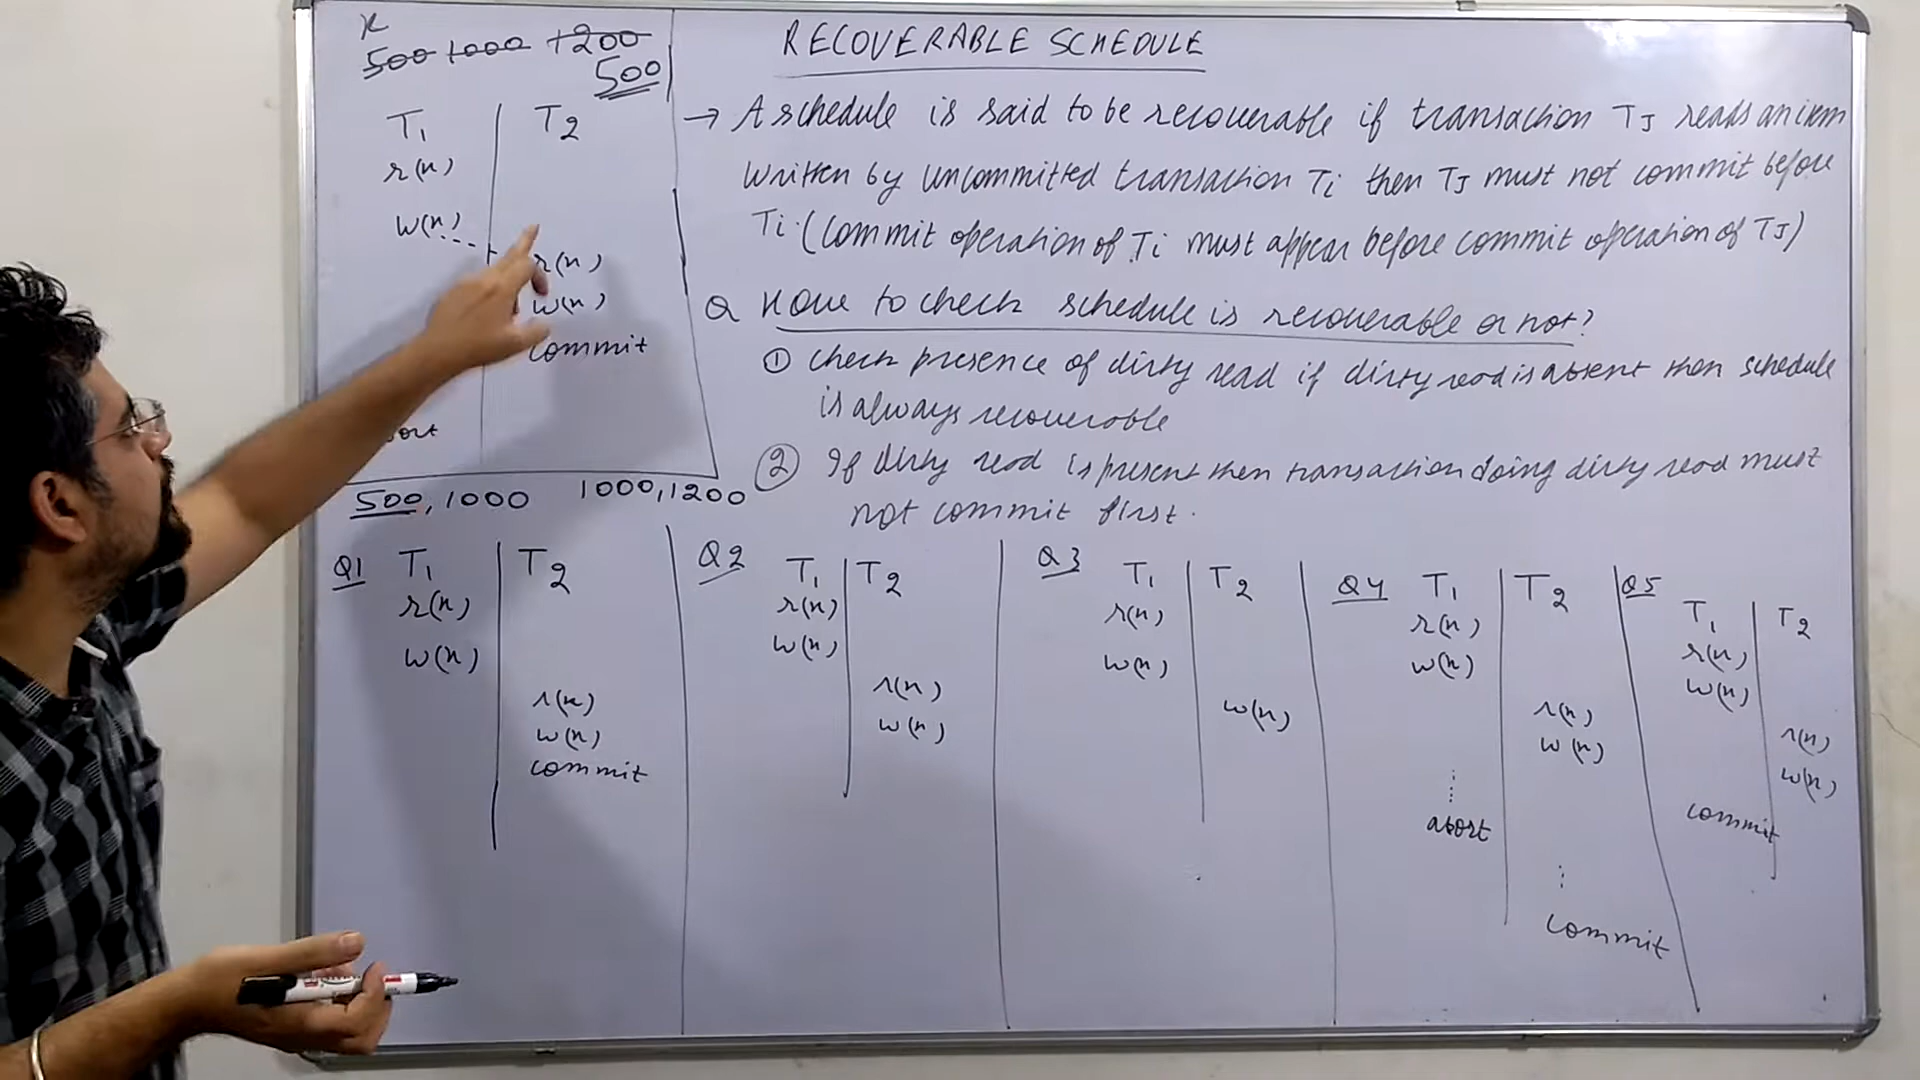 x
500 1000 1200
500
T1 T2
r(x)
w(x)
r(x)
w(x)
commit
500, 1000 1000, 1200
RECOVERABLE SCHEDULE
→ A schedule is said to be recoverable if transaction TJ reads an item
written by uncommitted transaction Ti then TJ must not commit before
Ti. (Commit operation of Ti must appear before commit operation of TJ)
Q How to check schedule is recoverable or not?
① Check presence of dirty read if dirty read is absent then schedule
is always recoverable
② If dirty read is present then transaction doing dirty read must
not commit first.
Q1 T1 T2
r(x)
w(x)
r(x)
w(x)
commit
Q2 T1 T2
r(x)
w(x)
r(x)
w(x)
Q3 T1 T2
r(x)
w(x)
w(x)
Q4 T1 T2
r(x)
w(x)
r(x)
w(x)
abort
commit
Q5
T1 T2
r(x)
w(x)
r(x)
w(x)
commit